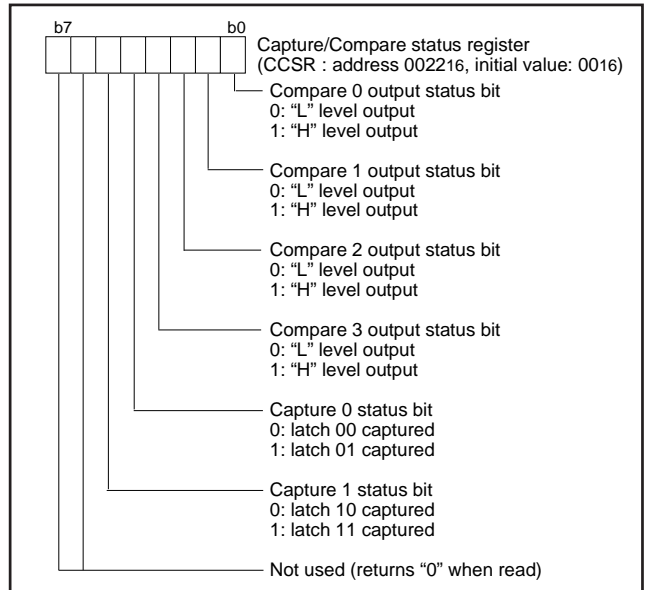 b7 b0
Capture/Compare status register
(CCSR : address 002216, initial value: 0016)
Compare 0 output status bit
0: “L” level output
1: “H” level output
Compare 1 output status bit
0: “L” level output
1: “H” level output
Compare 2 output status bit
0: “L” level output
1: “H” level output
Compare 3 output status bit
0: “L” level output
1: “H” level output
Capture 0 status bit
0: latch 00 captured
1: latch 01 captured
Capture 1 status bit
0: latch 10 captured
1: latch 11 captured
Not used (returns “0” when read)